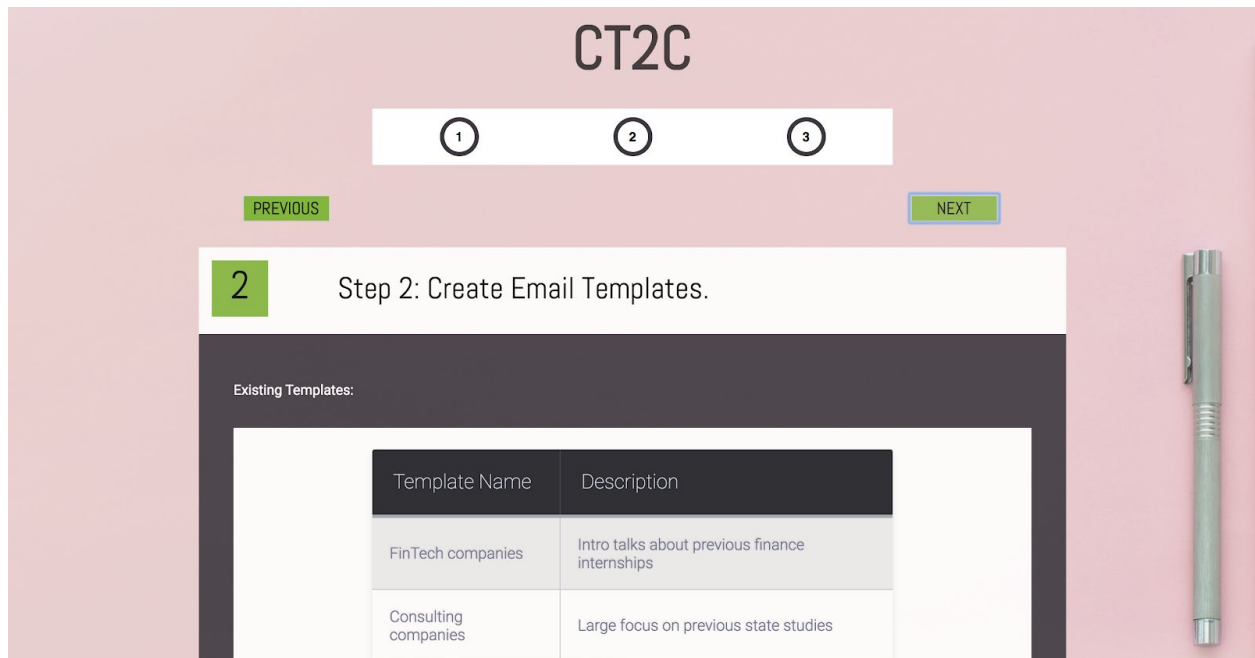 CT2C
1 2 3
PREVIOUS NEXT
2 Step 2: Create Email Templates.
Existing Templates:
Template Name Description
FinTech companies Intro talks about previous finance
internships
Consulting
companies Large focus on previous state studies